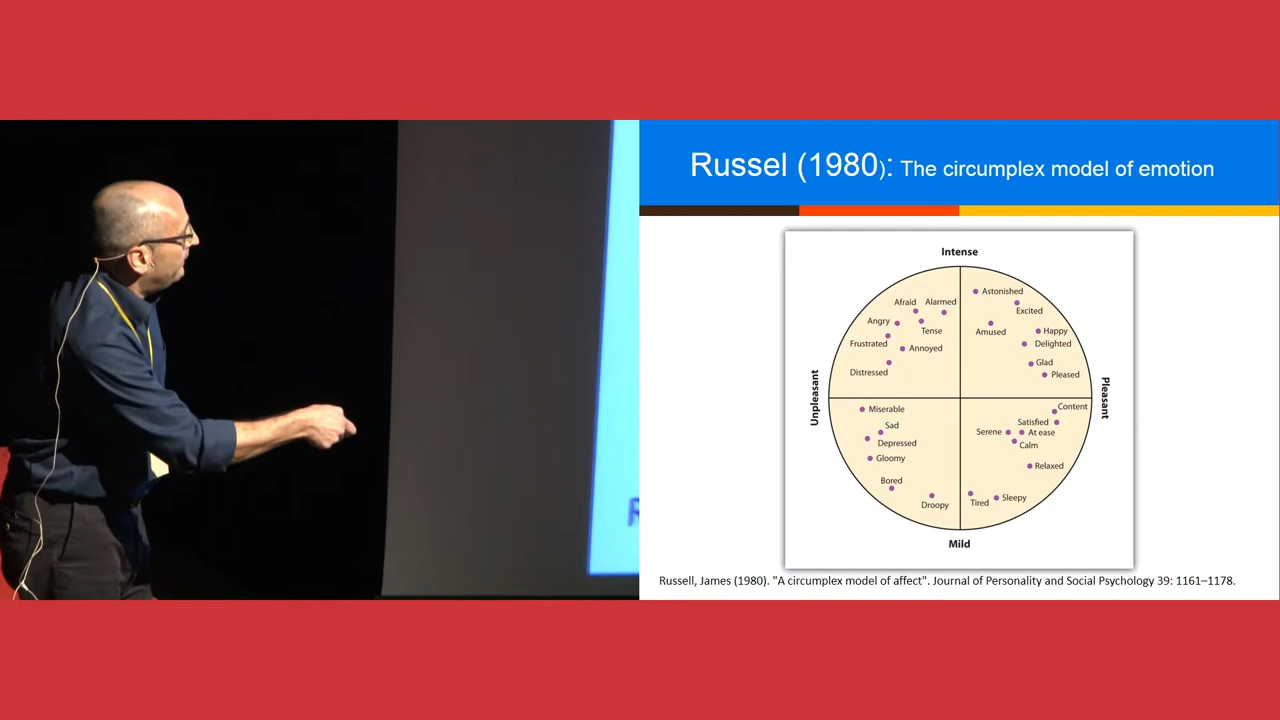 Russel (1980): The circumplex model of emotion
Intense
Astonished
Afraid Alarmed
Excited
Angry
Tense
Amused
Happy
Frustrated
Annoyed
Delighted
Glad
Distressed
Pleased
Unpleasant
Pleasant
Miserable
Content
Sad
Satisfied
Serene
At ease
Depressed
Calm
Gloomy
Relaxed
Bored
Sleepy
Tired
Droopy
Mild
Russell, James (1980). "A circumplex model of affect". Journal of Personality and Social Psychology 39: 1161–1178.
R